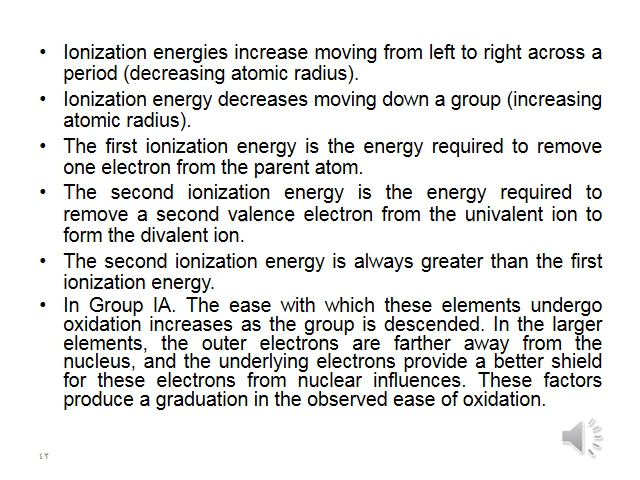 • Ionization energies increase moving from left to right across a
period (decreasing atomic radius).
• Ionization energy decreases moving down a group (increasing
atomic radius).
• The first ionization energy is the energy required to remove
one electron from the parent atom.
• The second ionization energy is the energy required to
remove a second valence electron from the univalent ion to
form the divalent ion.
• The second ionization energy is always greater than the first
ionization energy.
• In Group IA. The ease with which these elements undergo
oxidation increases as the group is descended. In the larger
elements, the outer electrons are farther away from the
nucleus, and the underlying electrons provide a better shield
for these electrons from nuclear influences. These factors
produce a graduation in the observed ease of oxidation.
٤٢